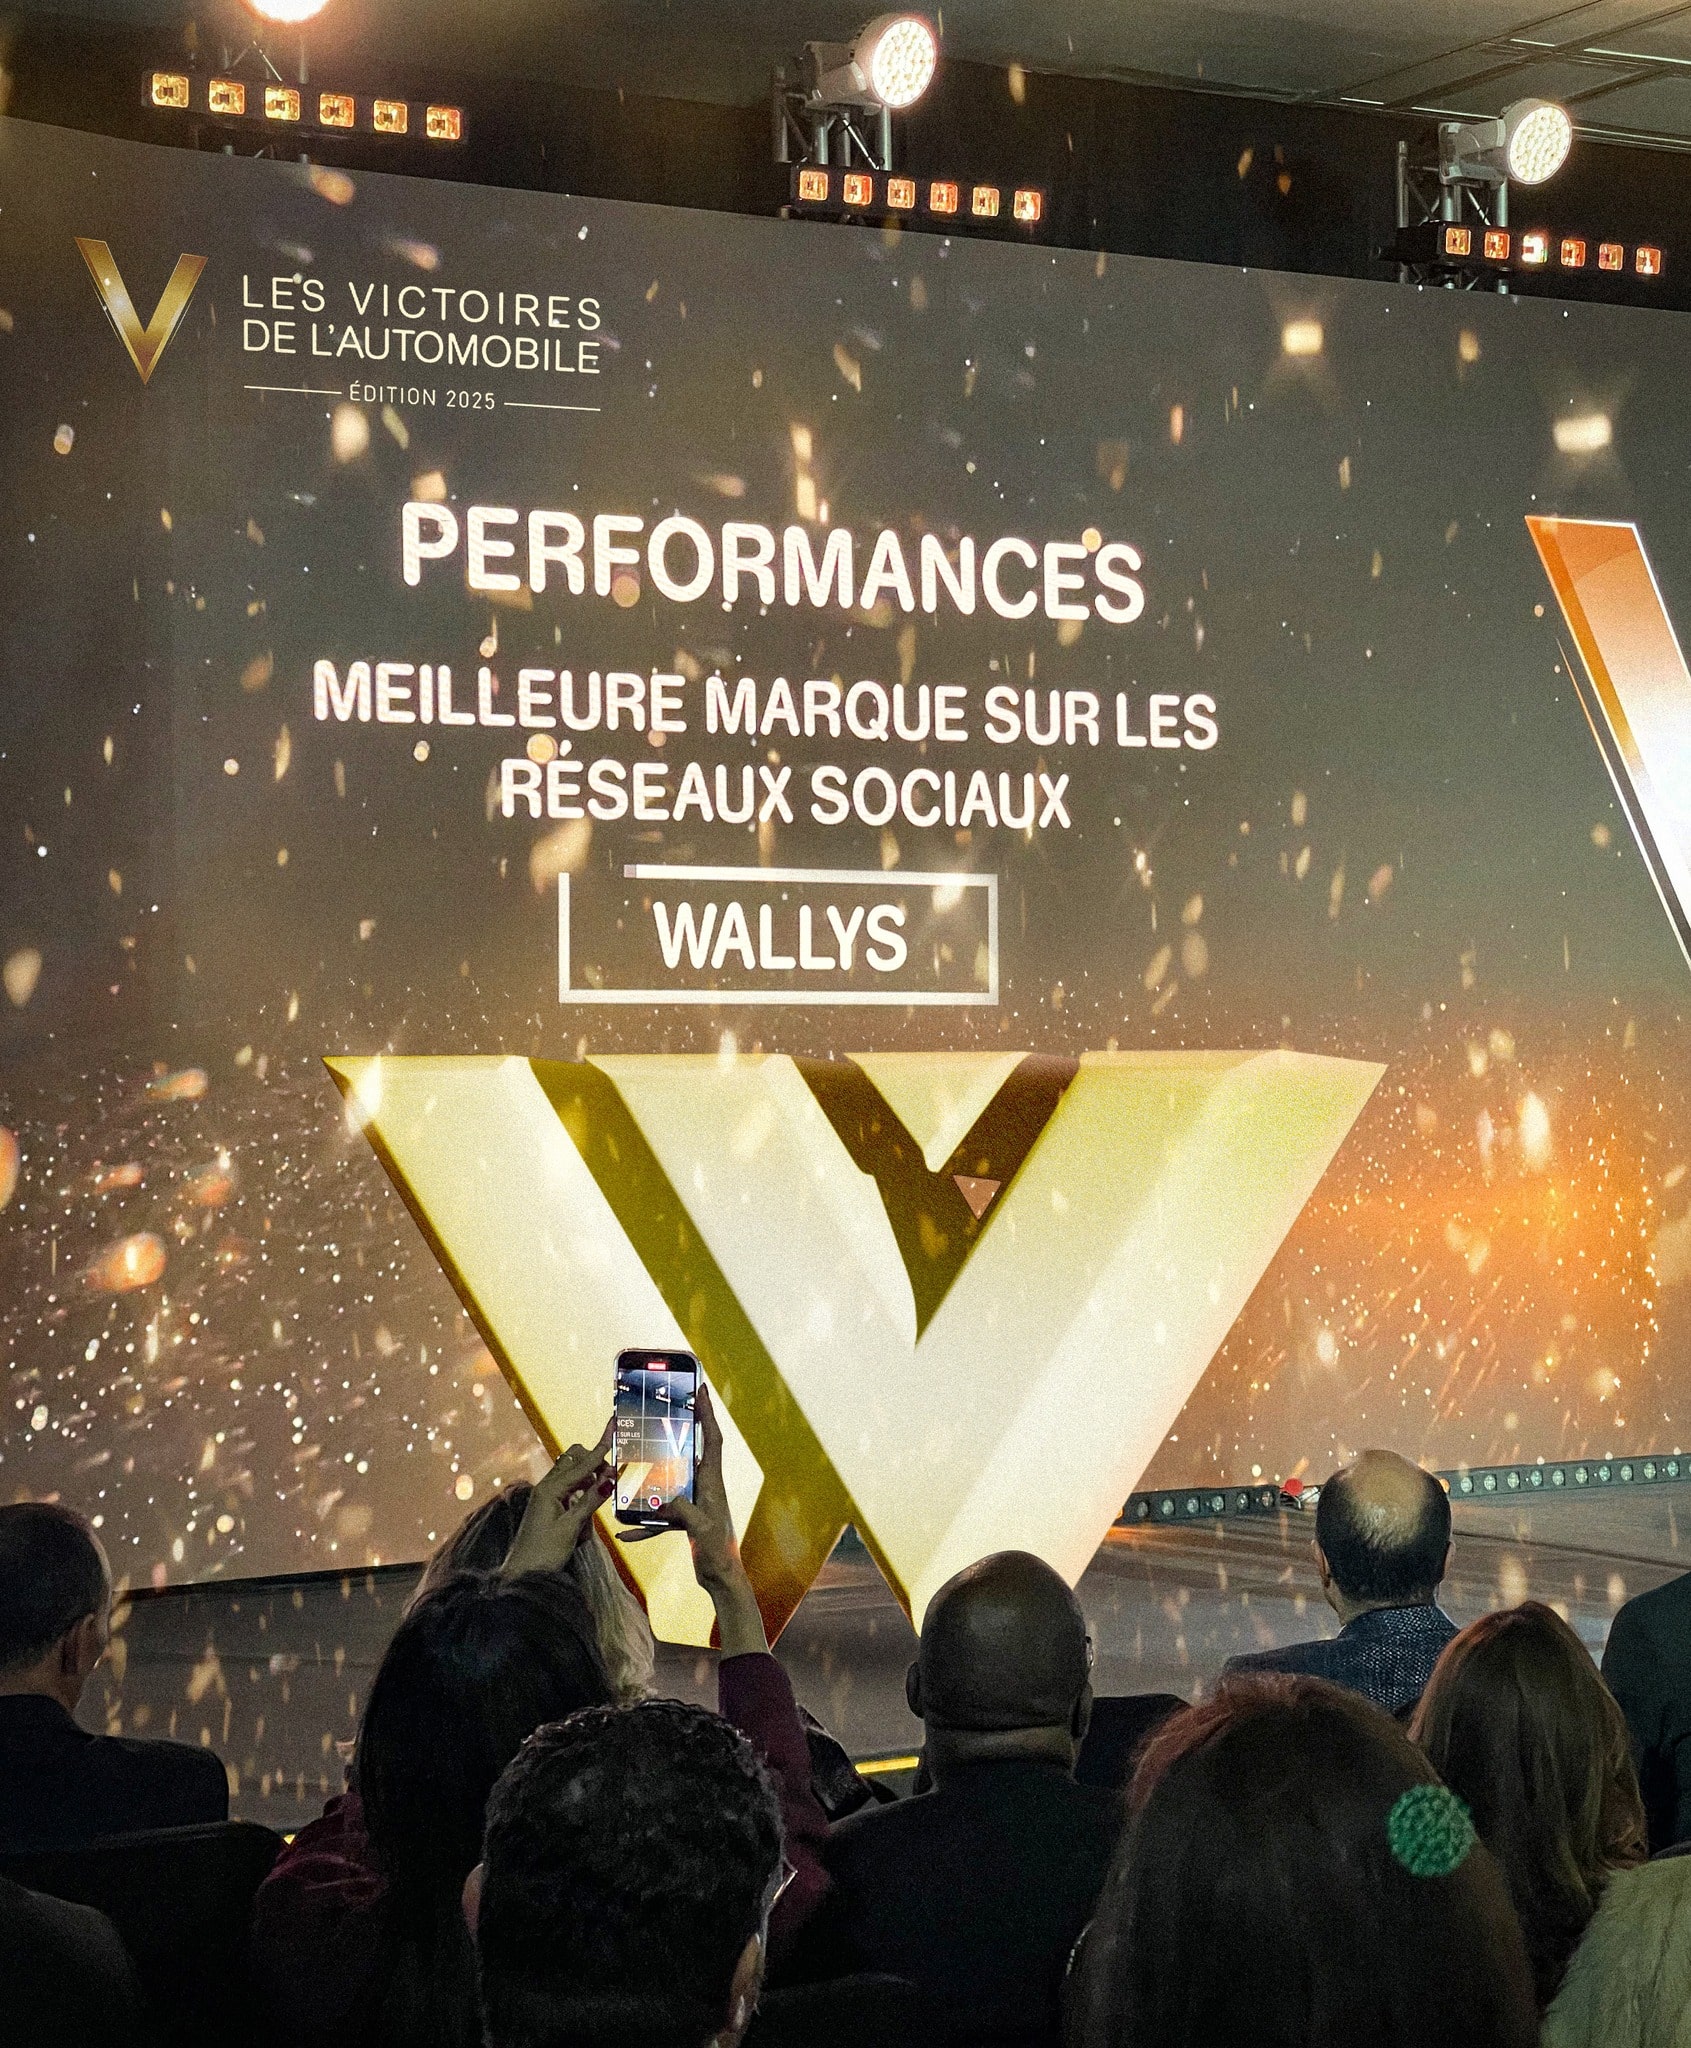 LES VICTOIRES
DE L'AUTOMOBILE
ÉDITION 2025
PERFORMANCES
MEILLEURE MARQUE SUR LES
RÉSEAUX SOCIAUX
WALLYS